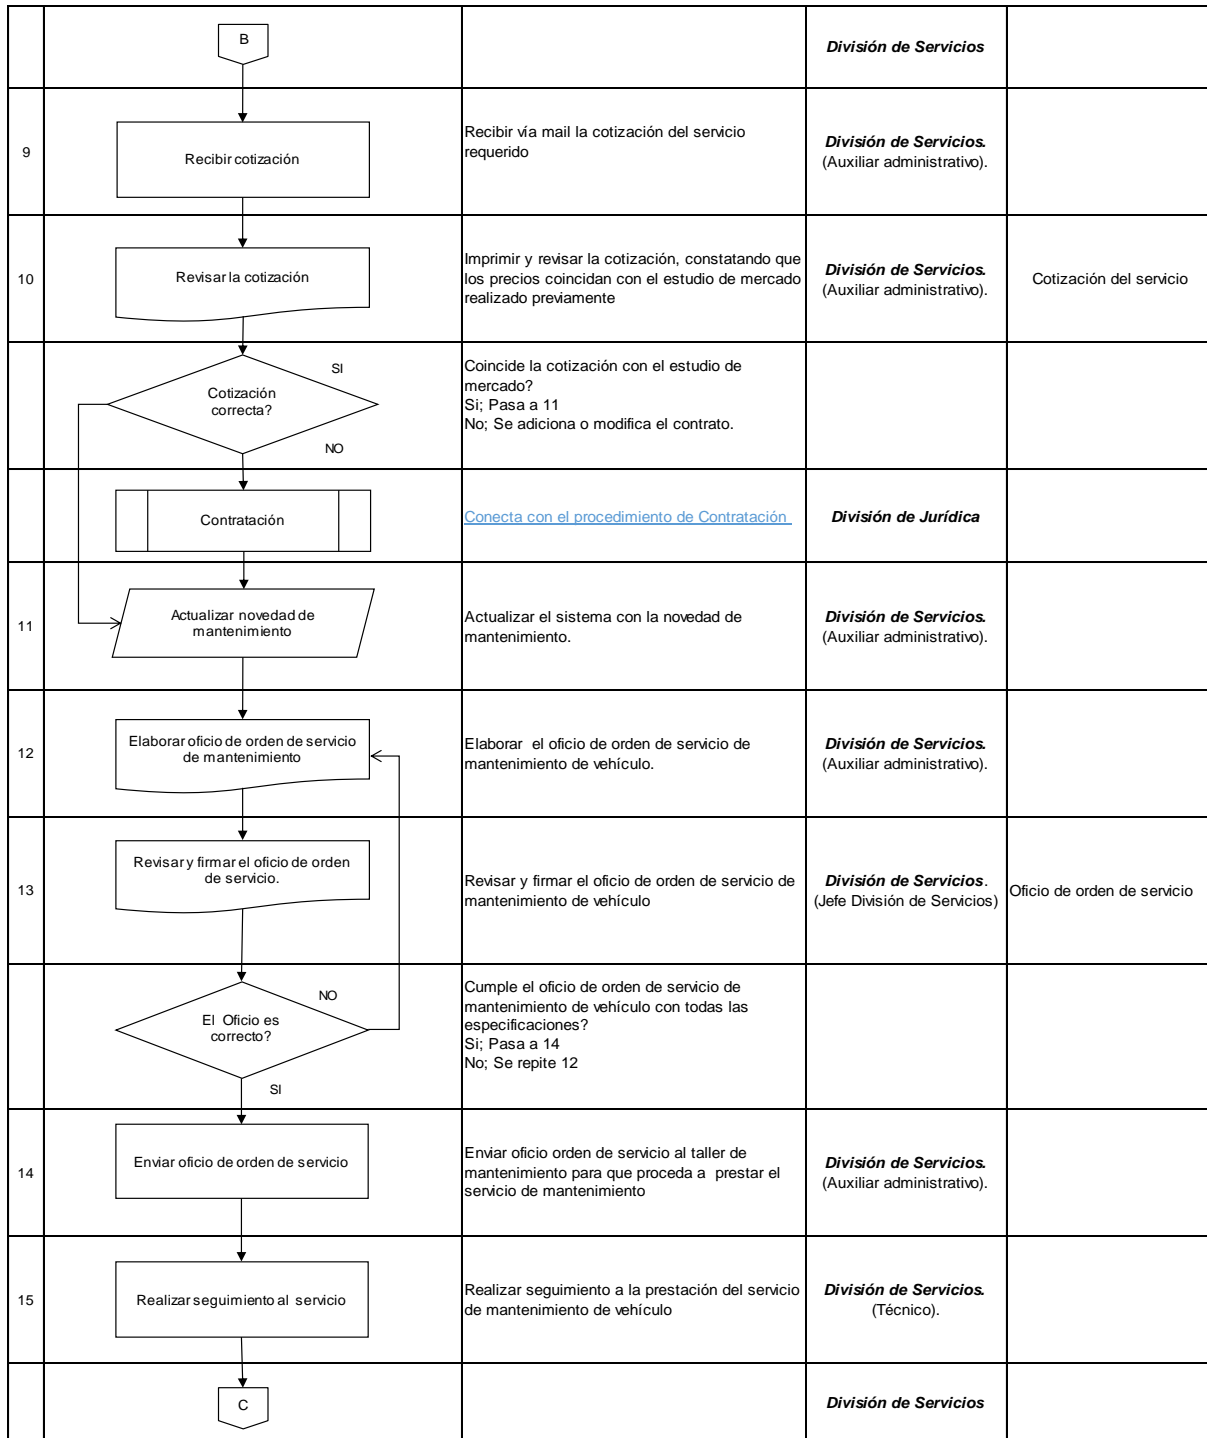 B
División de Servicios
9
Recibir cotización
Recibir vía mail la cotización del servicio
requerido
División de Servicios.
(Auxiliar administrativo).
10
Revisar la cotización
Imprimir y revisar la cotización, constatando que
los precios coincidan con el estudio de mercado
realizado previamente
División de Servicios.
(Auxiliar administrativo).
Cotización del servicio
SI
Cotización
correcta?
NO
Coincide la cotización con el estudio de
mercado?
Si; Pasa a 11
No; Se adiciona o modifica el contrato.
Contratación
Conecta con el procedimiento de Contratación
División de Jurídica
11
Actualizar novedad de
mantenimiento
Actualizar el sistema con la novedad de
mantenimiento.
División de Servicios.
(Auxiliar administrativo).
12
Elaborar oficio de orden de servicio
de mantenimiento
Elaborar el oficio de orden de servicio de
mantenimiento de vehículo.
División de Servicios.
(Auxiliar administrativo).
13
Revisar y firmar el oficio de orden
de servicio.
Revisar y firmar el oficio de orden de servicio de
mantenimiento de vehículo
División de Servicios.
(Jefe División de Servicios)
Oficio de orden de servicio
NO
El Oficio es
correcto?
SI
Cumple el oficio de orden de servicio de
mantenimiento de vehículo con todas las
especificaciones?
Si; Pasa a 14
No; Se repite 12
14
Enviar oficio de orden de servicio
Enviar oficio orden de servicio al taller de
mantenimiento para que proceda a prestar el
servicio de mantenimiento
División de Servicios.
(Auxiliar administrativo).
15
Realizar seguimiento al servicio
Realizar seguimiento a la prestación del servicio
de mantenimiento de vehículo
División de Servicios.
(Técnico).
C
División de Servicios